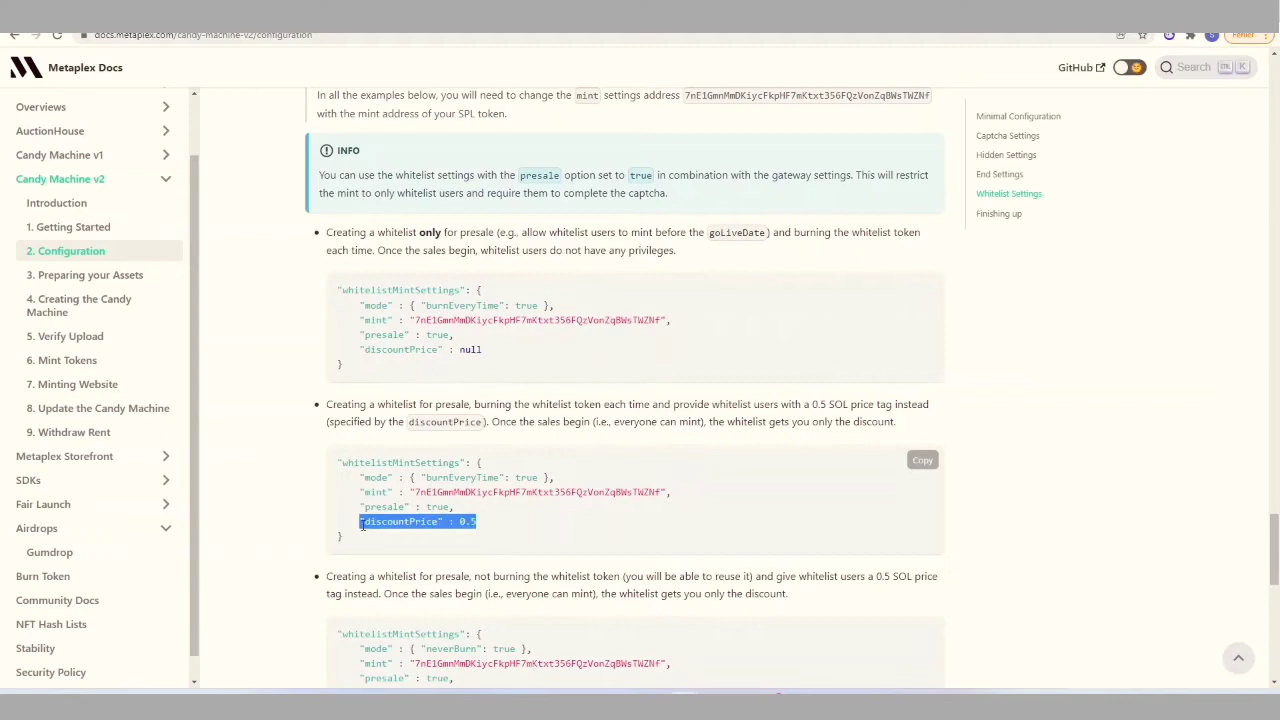 docs.metaplex.com/candy-machine-v2/configuration
Metaplex Docs
GitHub
Search
CTRL K
Overviews
AuctionHouse
Candy Machine v1
Candy Machine v2
Introduction
1. Getting Started
2. Configuration
3. Preparing your Assets
4. Creating the Candy
Machine
5. Verify Upload
6. Mint Tokens
7. Minting Website
8. Update the Candy Machine
9. Withdraw Rent
Metaplex Storefront
SDKs
Fair Launch
Airdrops
Gumdrop
Burn Token
Community Docs
NFT Hash Lists
Stability
Security Policy
In all the examples below, you will need to change the mint settings address 7nE1GmnMmDKiycFkpHF7mKtxt356FQzVonZqBWsTWZNf
with the mint address of your SPL token.
INFO
You can use the whitelist settings with the presale option set to true in combination with the gateway settings. This will restrict
the mint to only whitelist users and require them to complete the captcha.
Creating a whitelist only for presale (e.g., allow whitelist users to mint before the goLiveDate) and burning the whitelist token
each time. Once the sales begin, whitelist users do not have any privileges.
"whitelistMintSettings": {
"mode" : { "burnEveryTime": true },
"mint" : "7nE1GmnMmDKiycFkpHF7mKtxt356FQzVonZqBWsTWZNf",
"presale" : true,
"discountPrice" : null
}
Creating a whitelist for presale, burning the whitelist token each time and provide whitelist users with a 0.5 SOL price tag instead
(specified by the discountPrice). Once the sales begin (i.e., everyone can mint), the whitelist gets you only the discount.
Copy
"whitelistMintSettings": {
"mode" : { "burnEveryTime": true },
"mint" : "7nE1GmnMmDKiycFkpHF7mKtxt356FQzVonZqBWsTWZNf",
"presale" : true,
"discountPrice" : 0.5
}
Creating a whitelist for presale, not burning the whitelist token (you will be able to reuse it) and give whitelist users a 0.5 SOL price
tag instead. Once the sales begin (i.e., everyone can mint), the whitelist gets you only the discount.
"whitelistMintSettings": {
"mode" : { "neverBurn": true },
"mint" : "7nE1GmnMmDKiycFkpHF7mKtxt356FQzVonZqBWsTWZNf",
"presale" : true,
Minimal Configuration
Captcha Settings
Hidden Settings
End Settings
Whitelist Settings
Finishing up